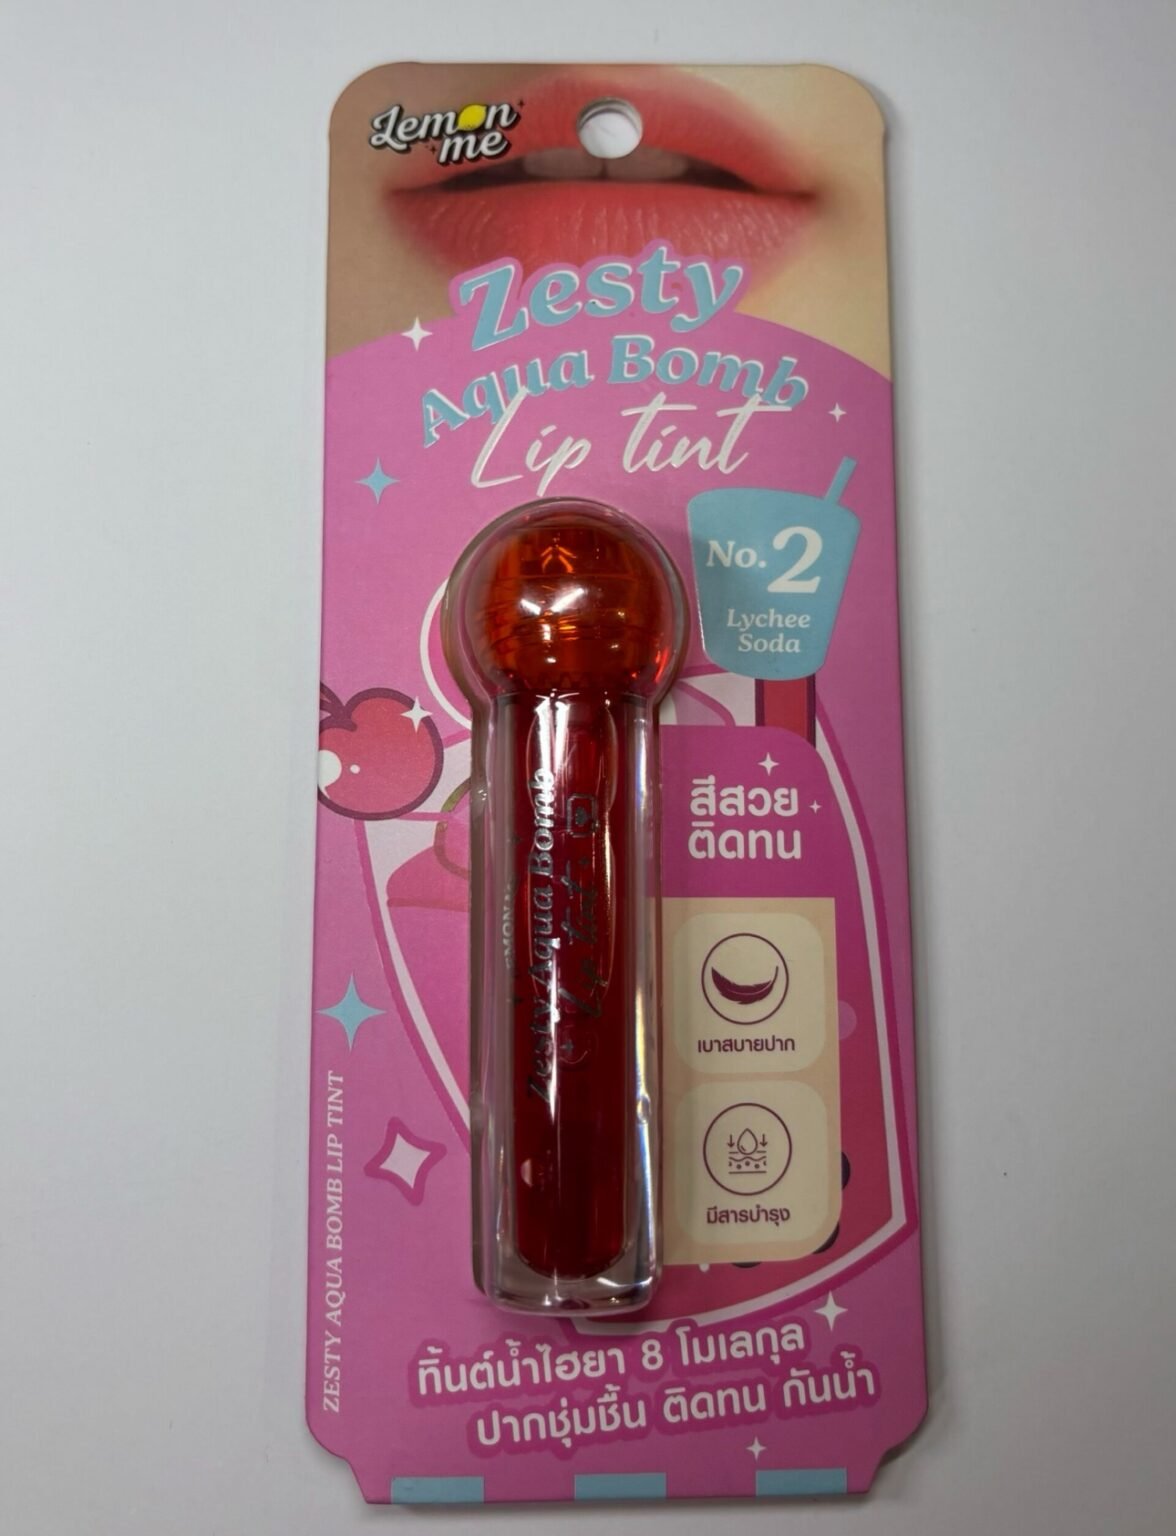 Lemon
me
Zesty
Aqua Bomb
Lip tint
No. 2
Lychee
Soda
สีสวย
ติดทน
Zesty Aqua Bomb
Lip tint
เบาสบายปาก
มีสารบำรุง
ZESTY AQUA BOMB LIP TINT
ทิ้นต์น้ำไฮยา 8 โมเลกุล
ปากชุ่มชื้น ติดทน กันน้ำ